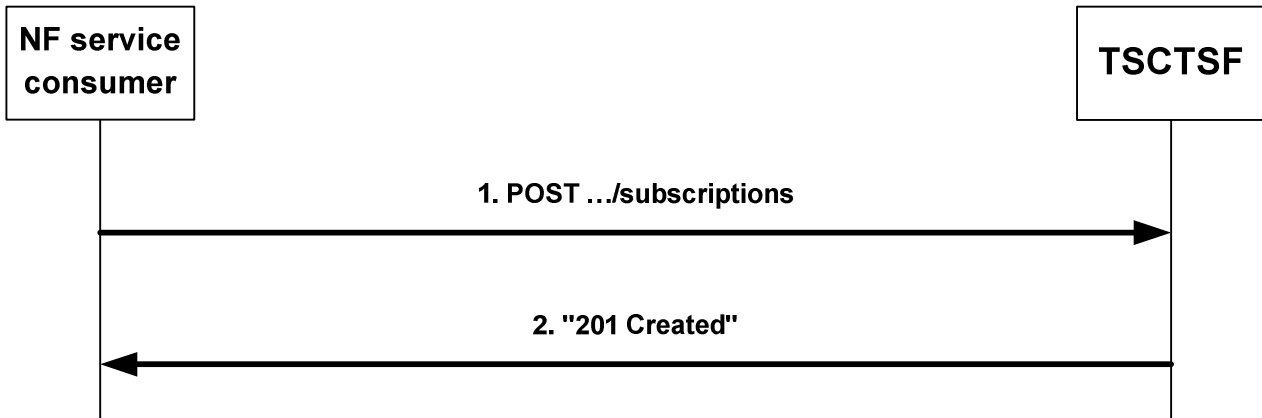 NF service
consumer
TSCTSF
1. POST …/subscriptions
2. "201 Created"